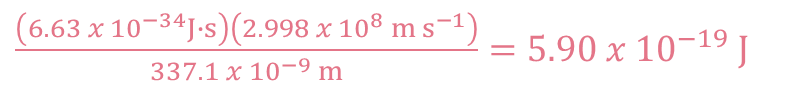 (6.63 x 10⁻³⁴J·s)(2.998 x 10⁸ m s⁻¹)
337.1 x 10⁻⁹ m
= 5.90 x 10⁻¹⁹ J